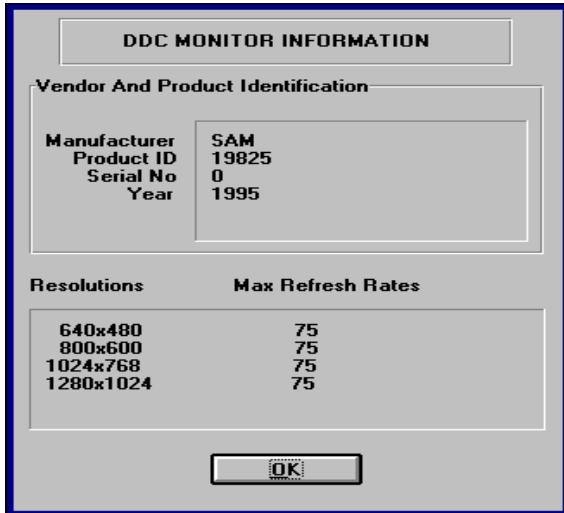 DDC MONITOR INFORMATION
Vendor And Product Identification
Manufacturer SAM
Product ID 19825
Serial No 0
Year 1995
Resolutions Max Refresh Rates
640x480 75
800x600 75
1024x768 75
1280x1024 75
OK